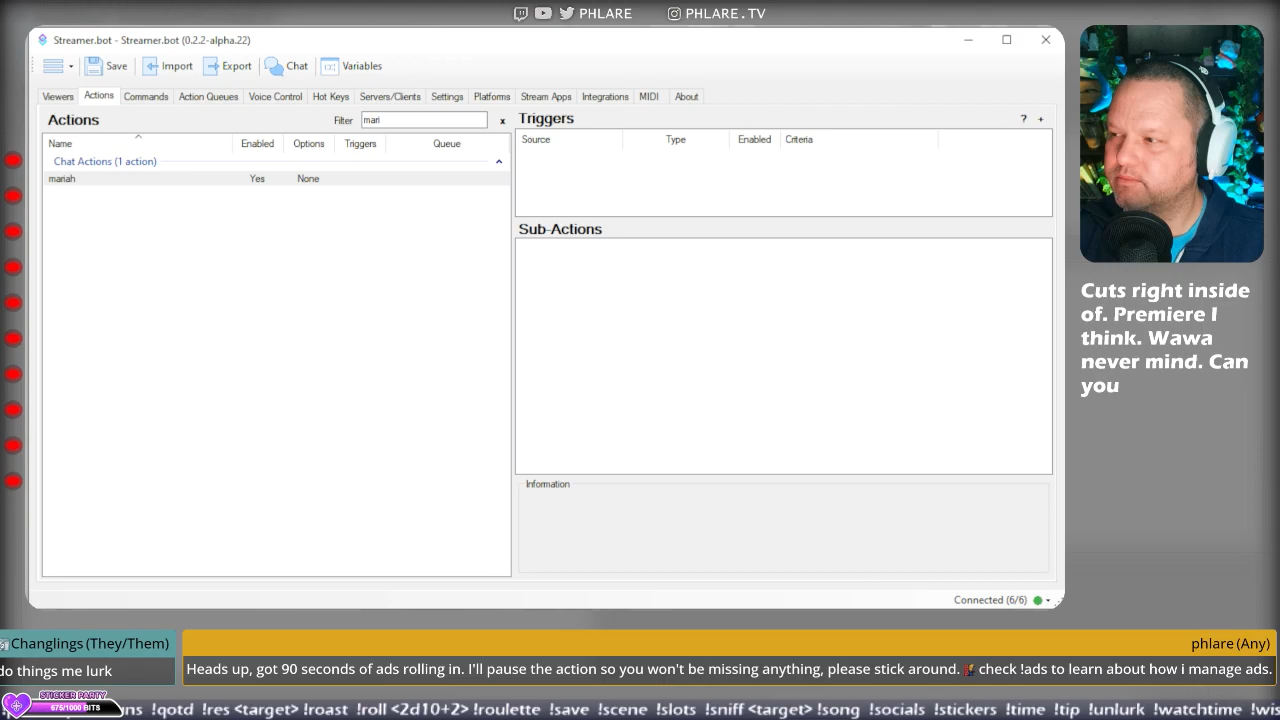 PHLARE PHLARE.TV
Streamer.bot - Streamer.bot (0.2.2-alpha.22)
Save Import Export Chat Variables
Viewers Actions Commands Action Queues Voice Control Hot Keys Servers/Clients Settings Platforms Stream Apps Integrations MIDI About
Actions Filter mari x
Name Enabled Options Triggers Queue
Chat Actions (1 action)
mariah Yes None
Triggers ? +
Source Type Enabled Criteria
Sub-Actions
Information
Connected (6/6)
Cuts right inside
of. Premiere I
think. Wawa
never mind. Can
you
Changlings (They/Them)
do things me lurk
phlare (Any)
Heads up, got 90 seconds of ads rolling in. I'll pause the action so you won't be missing anything, please stick around. check !ads to learn about how i manage ads.
STICKER PARTY
675/1000 BITS
!qotd !res <target> !roast !roll <2d10+2> !roulette !save !scene !slots !sniff <target> !song !socials !stickers !time !tip !unlurk !watchtime